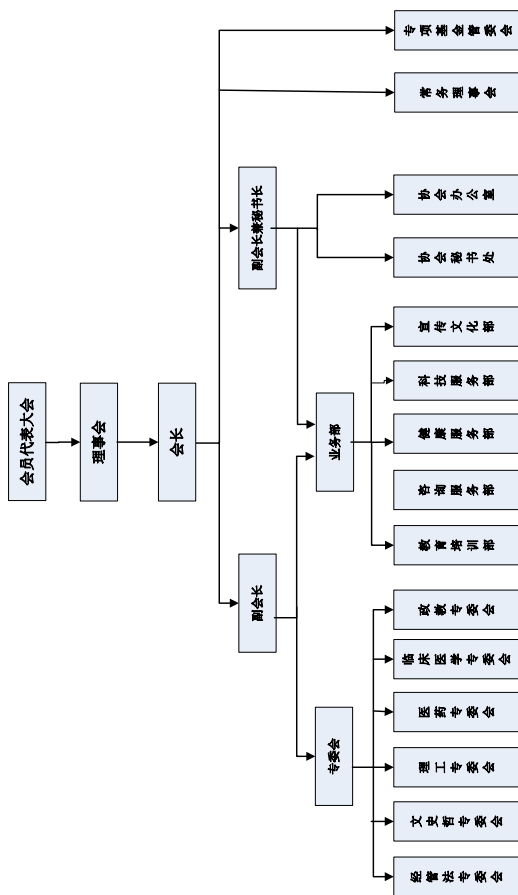 会员代表大会
理事会
会长
副会长
副会长兼秘书长
专委会
业务部
经管法专委会
文史哲专委会
理工专委会
医药专委会
临床医学专委会
政教专委会
教育培训部
咨询服务部
健康服务部
科技服务部
宣传文化部
协会秘书处
协会办公室
常务理事会
专项基金管委会